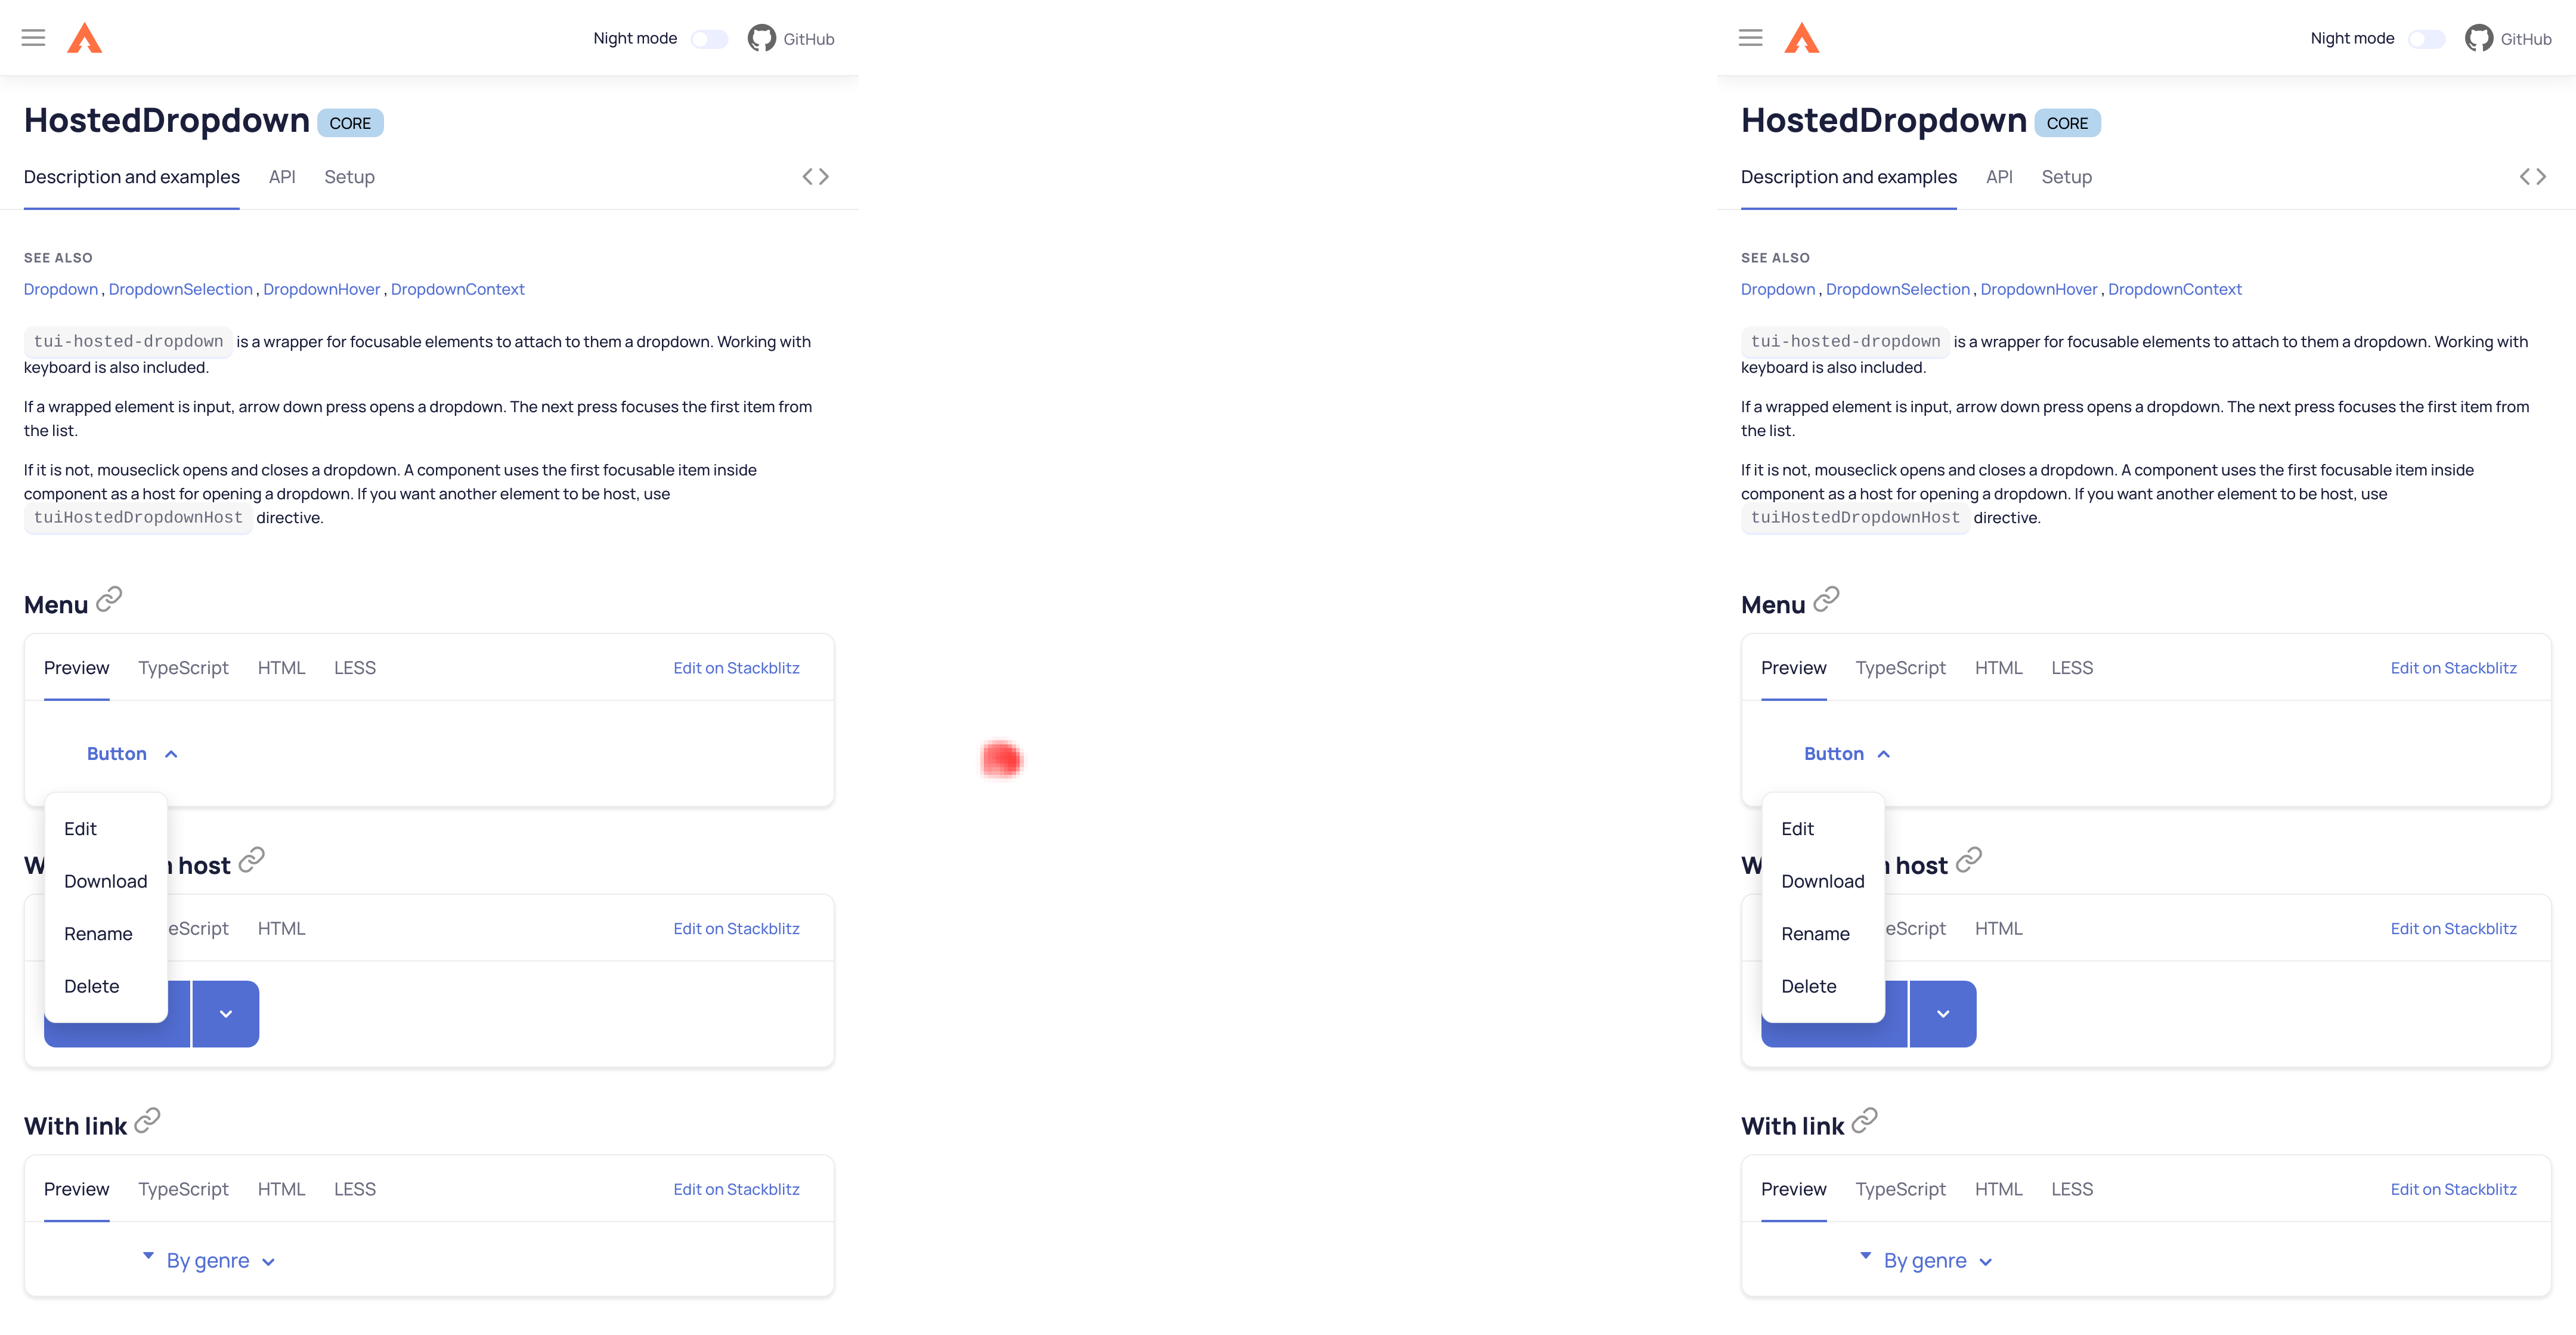 Night mode GitHub
HostedDropdown CORE
Description and examples API Setup
SEE ALSO
Dropdown , DropdownSelection , DropdownHover , DropdownContext
tui-hosted-dropdown is a wrapper for focusable elements to attach to them a dropdown. Working with
keyboard is also included.
If a wrapped element is input, arrow down press opens a dropdown. The next press focuses the first item from
the list.
If it is not, mouseclick opens and closes a dropdown. A component uses the first focusable item inside
component as a host for opening a dropdown. If you want another element to be host, use
tuiHostedDropdownHost directive.
Menu
Preview TypeScript HTML LESS Edit on Stackblitz
Button
Edit
host
Download
HTML Edit on Stackblitz
Rename
Delete
With link
Preview TypeScript HTML LESS Edit on Stackblitz
By genre
Night mode GitHub
HostedDropdown CORE
Description and examples API Setup
SEE ALSO
Dropdown , DropdownSelection , DropdownHover , DropdownContext
tui-hosted-dropdown is a wrapper for focusable elements to attach to them a dropdown. Working with
keyboard is also included.
If a wrapped element is input, arrow down press opens a dropdown. The next press focuses the first item from
the list.
If it is not, mouseclick opens and closes a dropdown. A component uses the first focusable item inside
component as a host for opening a dropdown. If you want another element to be host, use
tuiHostedDropdownHost directive.
Menu
Preview TypeScript HTML LESS Edit on Stackblitz
Button
Edit
host
Download
HTML Edit on Stackblitz
Rename
Delete
With link
Preview TypeScript HTML LESS Edit on Stackblitz
By genre